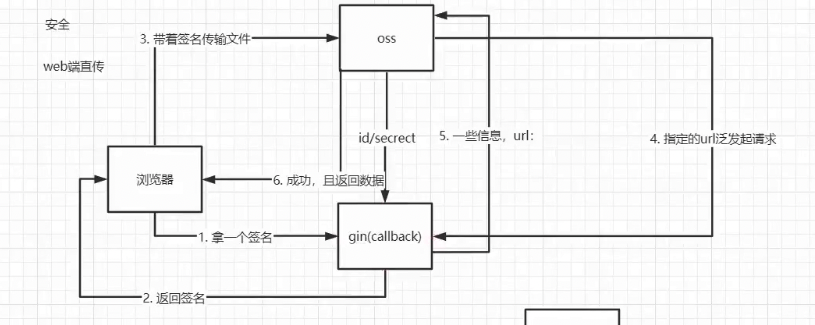 安全
3. 带着签名传输文件
oss
web端直传
id/secrect
5. 一些信息，url：
4. 指定的url泛发起请求
浏览器
6. 成功，且返回数据
1. 拿一个签名
gin(callback)
2. 返回签名